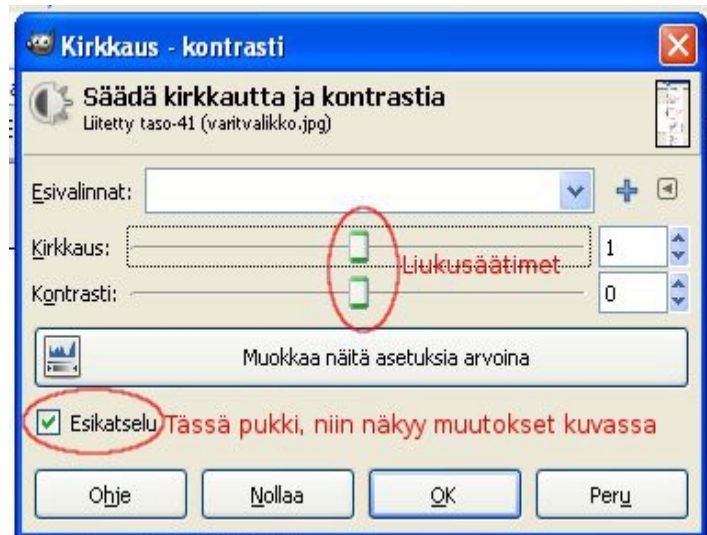 Kirkkaus - kontrasti
Säädä kirkkautta ja kontrastia
Liitetty taso-41 (varitvalikko.jpg)
Esivalinnat:
Kirkkaus: 1
Liukusäätimet
Kontrasti: 0
Muokkaa näitä asetuksia arvoina
Esikatselu Tässä pukki, niin näkyy muutokset kuvassa
Ohje Nollaa OK Peru